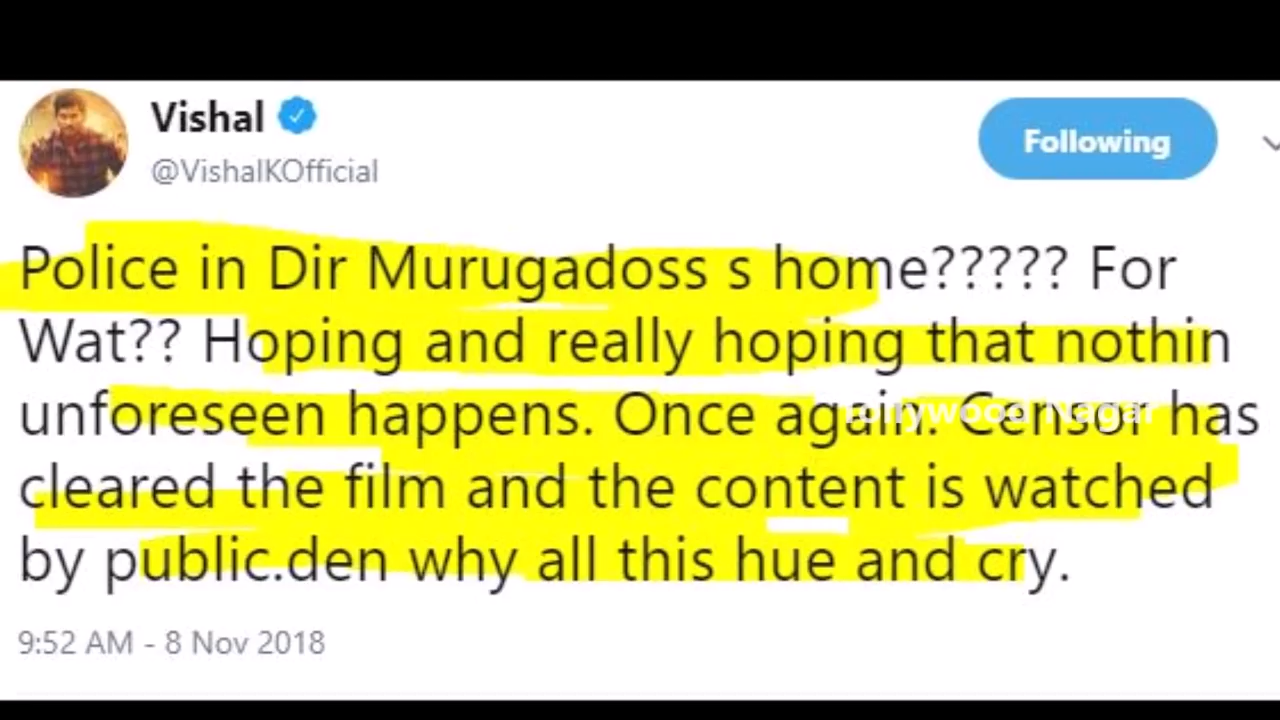 Vishal
@VishalKOfficial
Following
Police in Dir Murugadoss s home????? For
Wat?? Hoping and really hoping that nothin
unforeseen happens. Once again. Censor has
cleared the film and the content is watched
by public.den why all this hue and cry.
9:52 AM - 8 Nov 2018
Tollywood Nagar